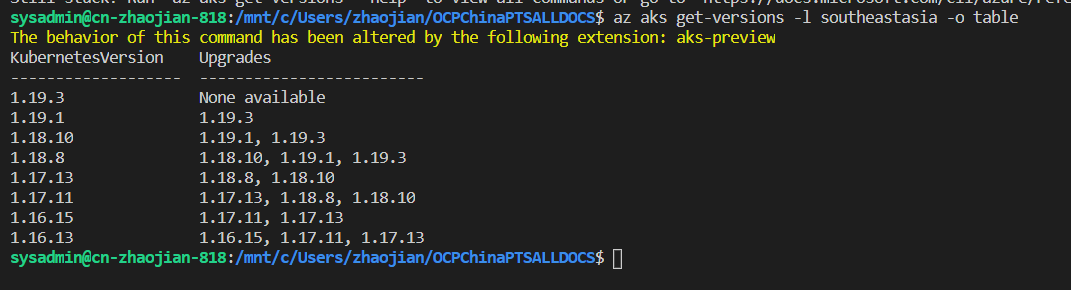 sysadmin@cn-zhaojian-818:/mnt/c/Users/zhaojian/OCPChinaPTSALLDOCS$ az aks get-versions -l southeastasia -o table
The behavior of this command has been altered by the following extension: aks-preview
KubernetesVersion    Upgrades
-------------------  -------------------------
1.19.3               None available
1.19.1               1.19.3
1.18.10              1.19.1, 1.19.3
1.18.8               1.18.10, 1.19.1, 1.19.3
1.17.13              1.18.8, 1.18.10
1.17.11              1.17.13, 1.18.8, 1.18.10
1.16.15              1.17.11, 1.17.13
1.16.13              1.16.15, 1.17.11, 1.17.13
sysadmin@cn-zhaojian-818:/mnt/c/Users/zhaojian/OCPChinaPTSALLDOCS$